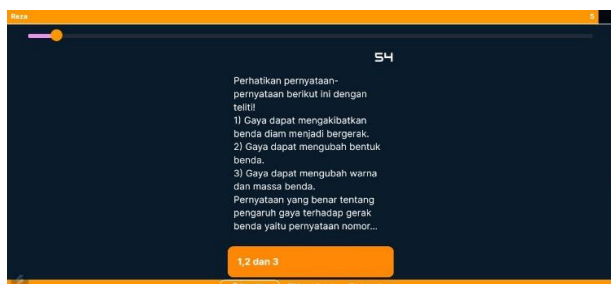 Reza 5
54
Perhatikan pernyataan-
pernyataan berikut ini dengan
teliti!
1) Gaya dapat mengakibatkan
benda diam menjadi bergerak.
2) Gaya dapat mengubah bentuk
benda.
3) Gaya dapat mengubah warna
dan massa benda.
Pernyataan yang benar tentang
pengaruh gaya terhadap gerak
benda yaitu pernyataan nomor...
1,2 dan 3